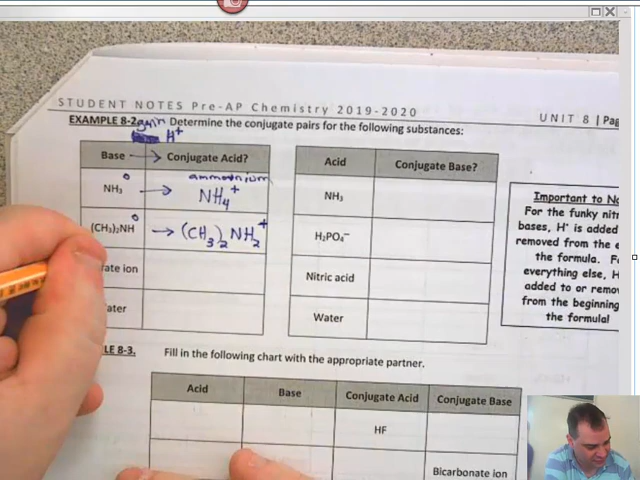 STUDENT NOTES Pre-AP Chemistry 2019-2020
UNIT 8 | Pag
EXAMPLE 8-2. gain Determine the conjugate pairs for the following substances:
H+
Base → Conjugate Acid?
NH₃ 0 → ammonium NH₄+
(CH₃)₂NH 0 → (CH₃)₂NH₂+
rate ion
ater
Acid Conjugate Base?
NH₃
H₂PO₄⁻
Nitric acid
Water
Important to No
For the funky nitr
bases, H⁺ is added
removed from the e
the formula. Fo
everything else, H
added to or remov
from the beginning
the formula!
LE 8-3. Fill in the following chart with the appropriate partner.
Acid Base Conjugate Acid Conjugate Base
HF
Bicarbonate ion